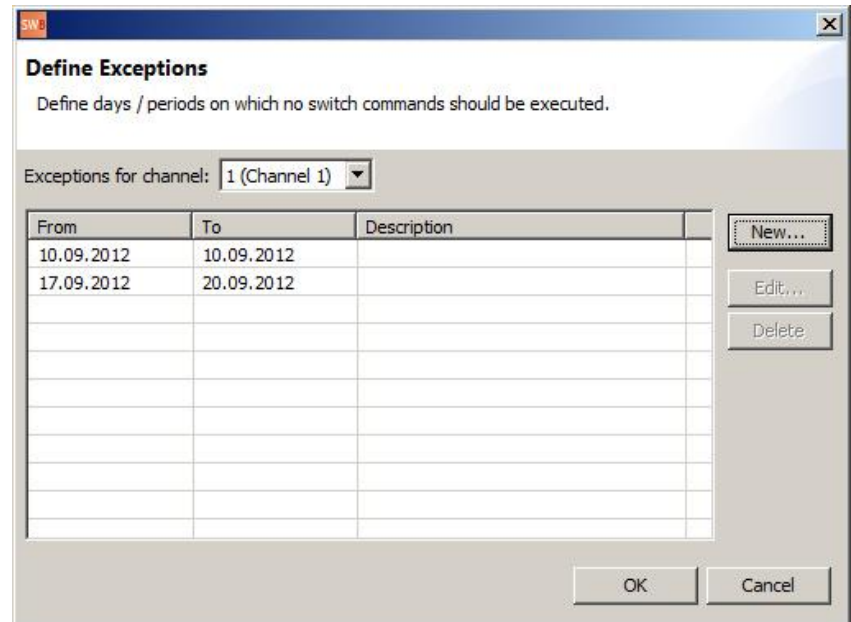 SW
Define Exceptions
Define days / periods on which no switch commands should be executed.
Exceptions for channel: 1 (Channel 1)
From To Description
10.09.2012 10.09.2012
17.09.2012 20.09.2012
New...
Edit...
Delete
OK Cancel